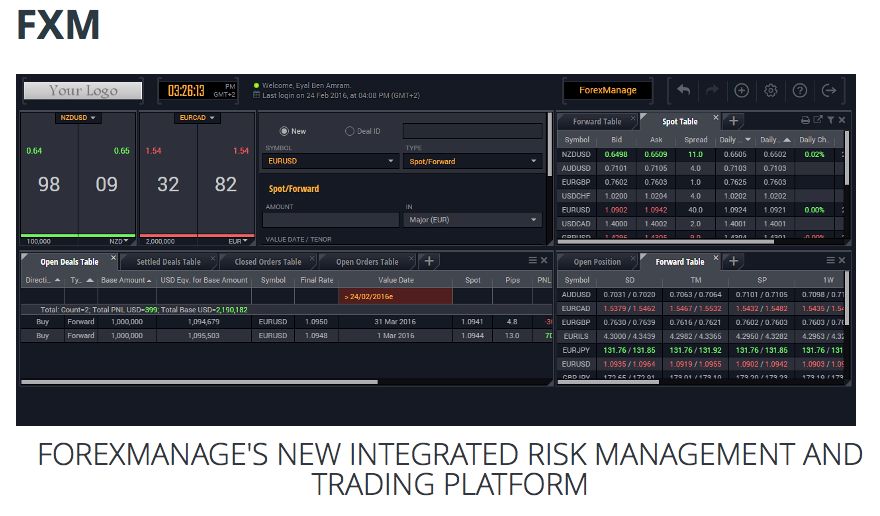 FXM
Your Logo
03:26:13 PM GMT+2
Welcome, Eyal Ben Amram.
Last login on 24 Feb 2016, at 04:08 PM (GMT+2)
ForexManage
NZDUSD EURCAD
0.64 0.65 1.54 1.54
98 09 32 82
100,000 NZD 2,000,000 EUR
New Deal ID
SYMBOL TYPE
EURUSD Spot/Forward
Spot/Forward
AMOUNT IN
Major (EUR)
VALUE DATE / TENOR
Forward Table Spot Table
Symbol Bid Ask Spread Daily... Daily... Daily Ch..
NZDUSD 0.6498 0.6509 11.0 0.6505 0.6502 0.02%
AUDUSD 0.7101 0.7105 4.0 0.7103 0.7103
EURGBP 0.7602 0.7603 1.0 0.7625 0.7603
USDCHF 1.0200 1.0204 4.0 1.0202 1.0202
EURUSD 1.0902 1.0942 40.0 1.0924 1.0921 0.00%
USDCAD 1.4000 1.4002 2.0 1.4001 1.4001
Open Deals Table Settled Deals Table Closed Orders Table Open Orders Table
Directi... Ty... Base Amount USD Eqv. for Base Amount Symbol Final Rate Value Date Spot Pips PNL
> 24/02/2016e
Total: Count=2; Total PNL USD=399; Total Base USD=2,190,182
Buy Forward 1,000,000 1,094,679 EURUSD 1.0950 31 Mar 2016 1.0941 4.8
Buy Forward 1,000,000 1,095,503 EURUSD 1.0948 1 Mar 2016 1.0944 13.0
Open Position Forward Table
Symbol SD TM SP 1W
AUDUSD 0.7031 / 0.7020 0.7063 / 0.7064 0.7101 / 0.7105 0.7098 / 0.71
EURCAD 1.5379 / 1.5462 1.5467 / 1.5532 1.5432 / 1.5482 1.5435 / 1.54
EURGBP 0.7630 / 0.7639 0.7616 / 0.7621 0.7602 / 0.7603 0.7603 / 0.76
EURILS 4.3000 / 4.3439 4.2982 / 4.3365 4.2950 / 4.3282 4.2953 / 4.32
EURJPY 131.76 / 131.85 131.76 / 131.92 131.76 / 131.85 131.76 / 131
EURUSD 1.0935 / 1.0964 1.0919 / 1.0955 1.0902 / 1.0942 1.0903 / 1.09
FOREXMANAGE'S NEW INTEGRATED RISK MANAGEMENT AND
TRADING PLATFORM